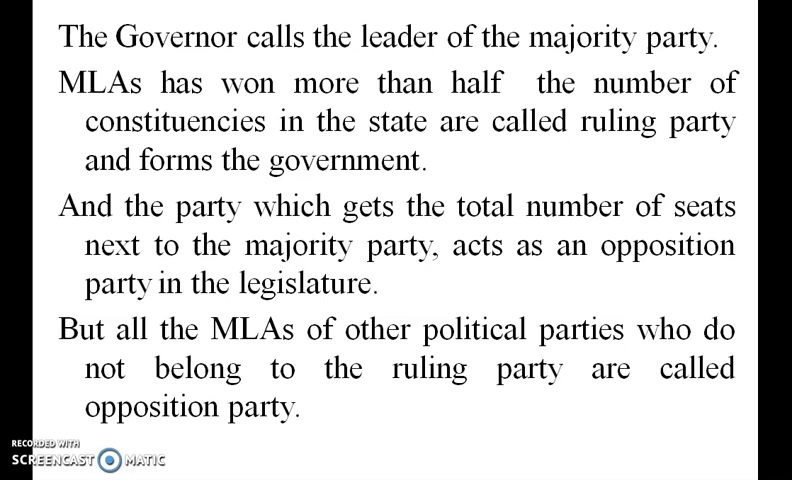 The Governor calls the leader of the majority party.
MLAs has won more than half the number of
constituencies in the state are called ruling party
and forms the government.
And the party which gets the total number of seats
next to the majority party, acts as an opposition
party in the legislature.
But all the MLAs of other political parties who do
not belong to the ruling party are called
opposition party.
RECORDED WITH
SCREENCAST MATIC